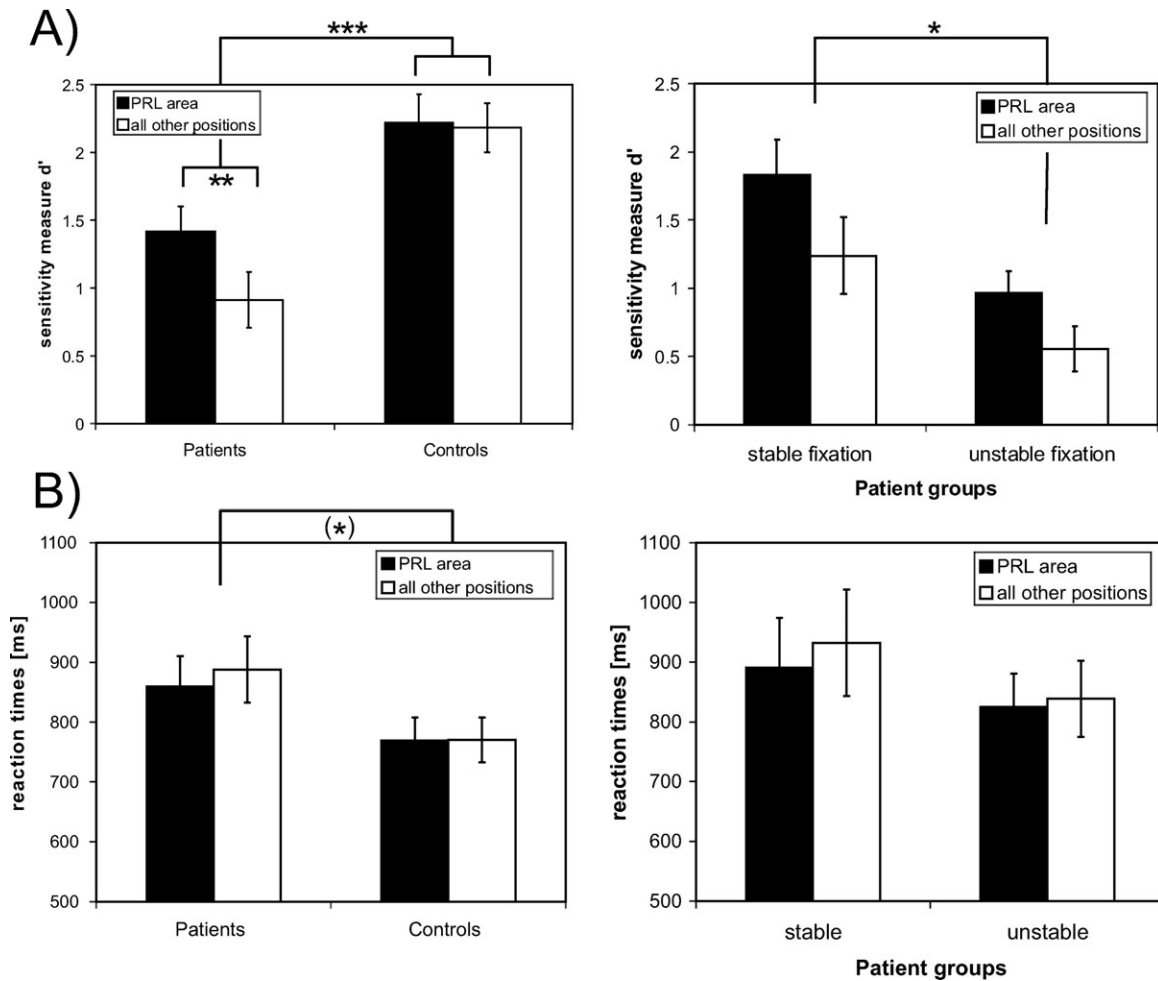 A)
***
PRL area
all other positions
**
2.5
2
1.5
1
0.5
0
sensitivity measure d'
Patients
Controls
*
PRL area
all other positions
2.5
2
1.5
1
0.5
0
sensitivity measure d'
stable fixation
unstable fixation
Patient groups
B)
(*)
PRL area
all other positions
1100
1000
900
800
700
600
500
reaction times [ms]
Patients
Controls
PRL area
all other positions
1100
1000
900
800
700
600
500
reaction times [ms]
stable
unstable
Patient groups